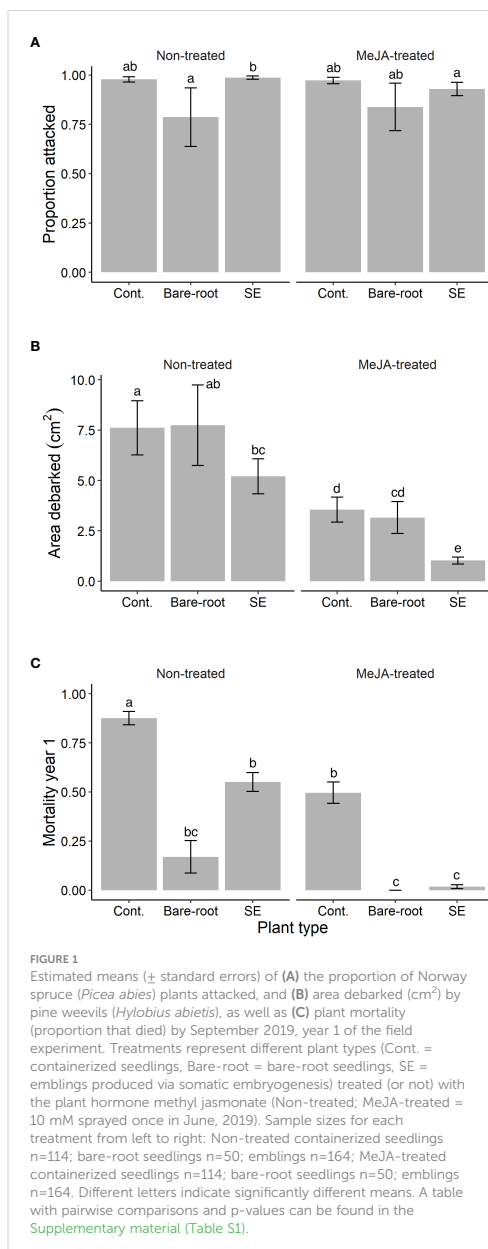 A
Non-treated
MeJA-treated
ab
a
b
ab
ab
a
1.00
0.75
0.50
0.25
0.00
Proportion attacked
Cont.
Bare-root
SE
Cont.
Bare-root
SE
B
Non-treated
MeJA-treated
a
ab
bc
d
cd
e
10.0
7.5
5.0
2.5
0.0
Area debarked (cm²)
Cont.
Bare-root
SE
Cont.
Bare-root
SE
C
Non-treated
MeJA-treated
a
bc
b
b
c
c
1.00
0.75
0.50
0.25
0.00
Mortality year 1
Cont.
Bare-root
SE
Cont.
Bare-root
SE
Plant type
FIGURE 1
Estimated means (± standard errors) of (A) the proportion of Norway
spruce (Picea abies) plants attacked, and (B) area debarked (cm²) by
pine weevils (Hylobius abietis), as well as (C) plant mortality
(proportion that died) by September 2019, year 1 of the field
experiment. Treatments represent different plant types (Cont. =
containerized seedlings, Bare-root = bare-root seedlings, SE =
emblings produced via somatic embryogenesis) treated (or not) with
the plant hormone methyl jasmonate (Non-treated; MeJA-treated =
10 mM sprayed once in June, 2019). Sample sizes for each
treatment from left to right: Non-treated containerized seedlings
n=114; bare-root seedlings n=50; emblings n=164; MeJA-treated
containerized seedlings n=114; bare-root seedlings n=50; emblings
n=164. Different letters indicate significantly different means. A table
with pairwise comparisons and p-values can be found in the
Supplementary material (Table S1).